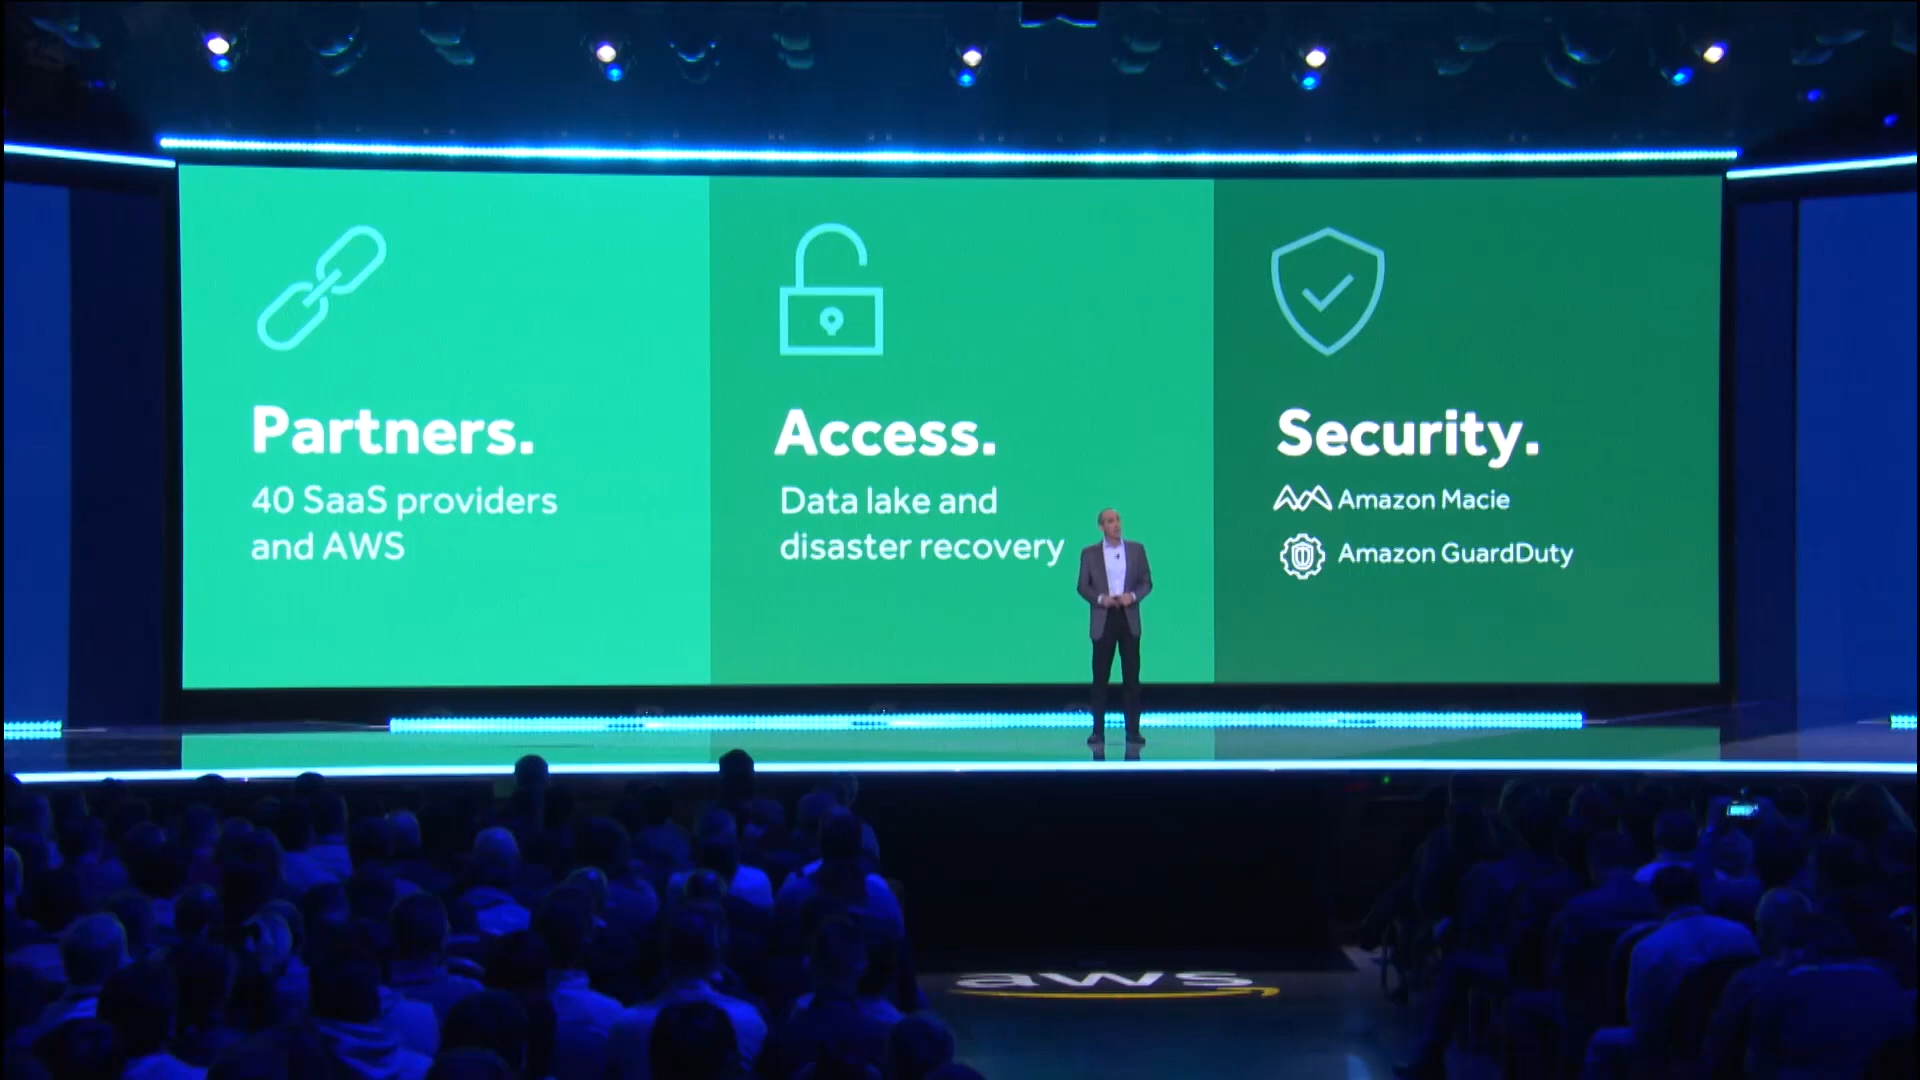 Partners.
40 SaaS providers
and AWS
Access.
Data lake and
disaster recovery
Security.
Amazon Macie
Amazon GuardDuty
aws